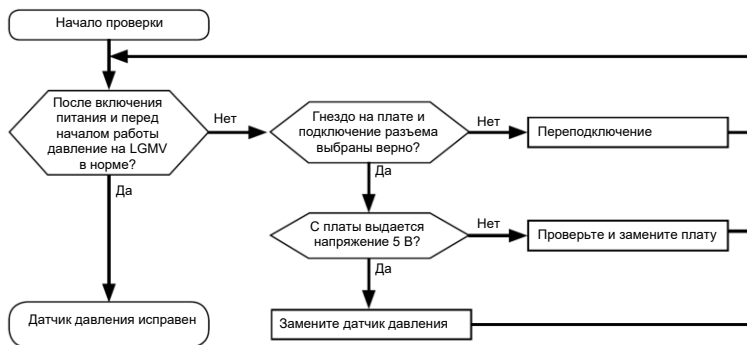 Начало проверки
После включения
питания и перед
началом работы
давление на LGMV
в норме?
Нет
Гнездо на плате и
подключение разъема
выбраны верно?
Нет
Переподключение
Да
Да
С платы выдается
напряжение 5 В?
Нет
Проверьте и замените плату
Да
Датчик давления исправен
Замените датчик давления